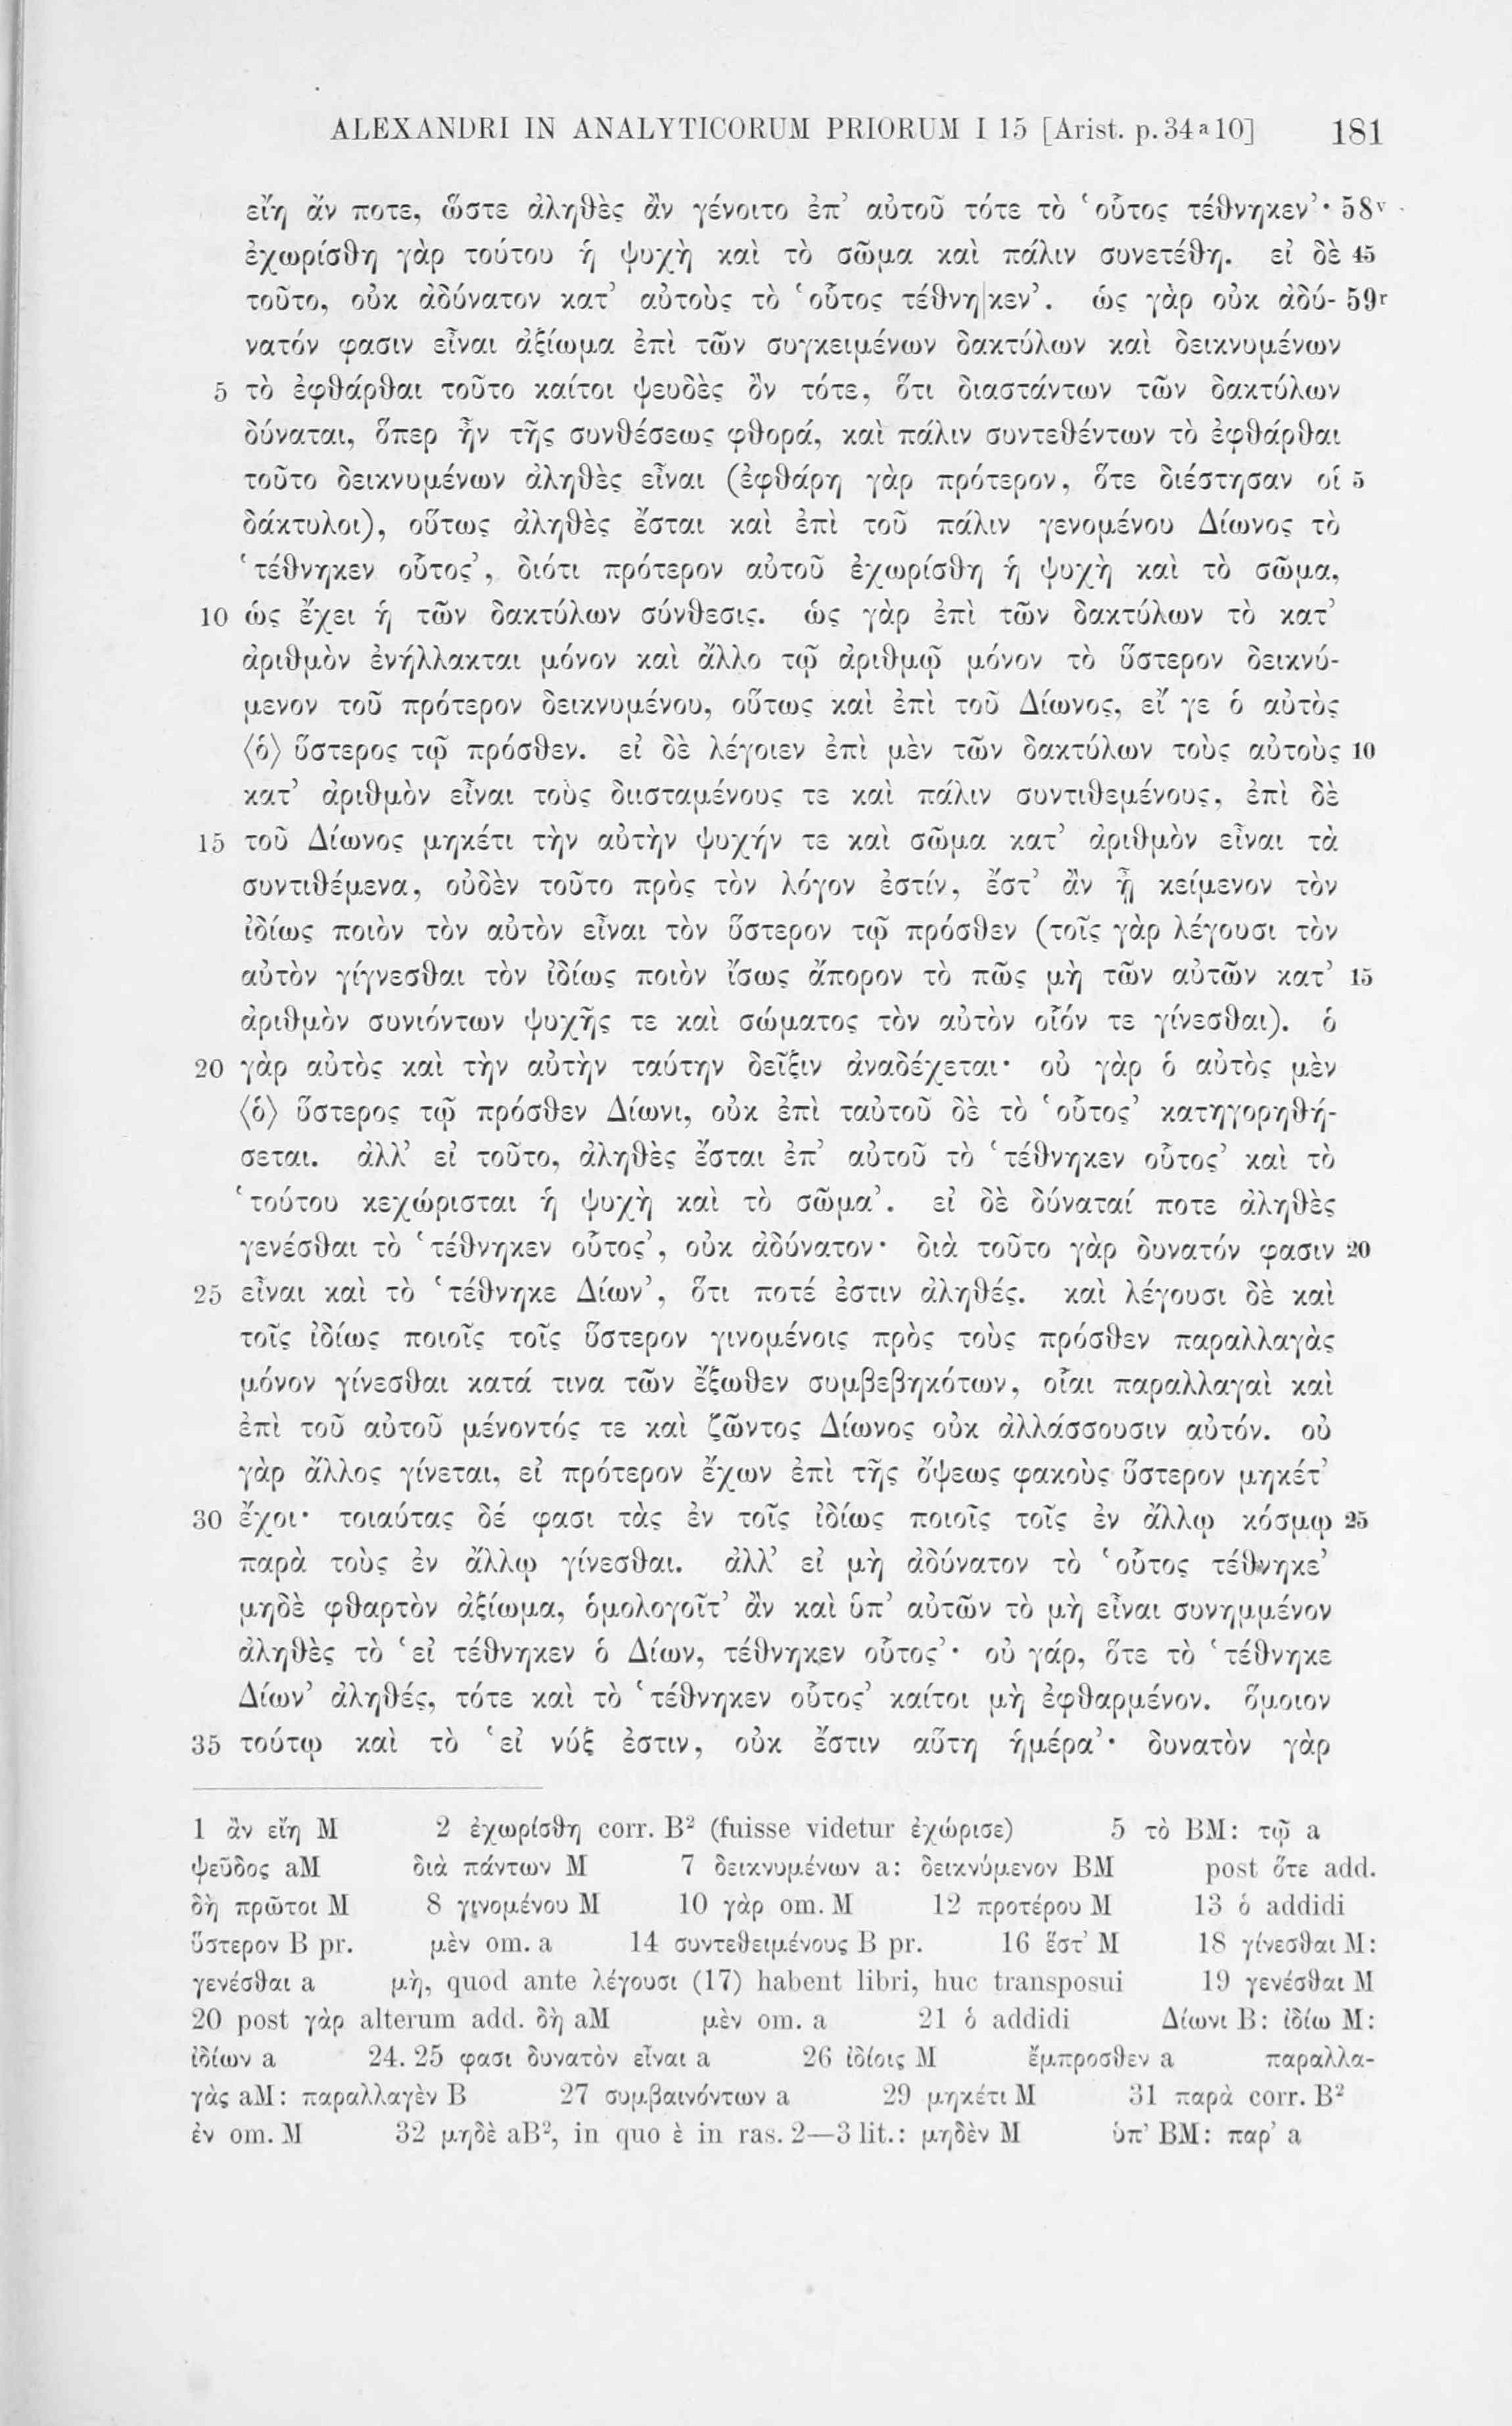 ALEXANDRI IN ANALYTICORUM PRIORUM I 15 [Arist. p. 34ᵃ10] 181
εἴη ἄν ποτε, ὥστε ἀληθὲς ἂν γένοιτο ἐπ’ αὐτοῦ τότε τὸ ‘οὗτος τέθνηκεν’· 58ᵛ
ἐχωρίσθη γὰρ τούτου ἡ ψυχὴ καὶ τὸ σῶμα καὶ πάλιν συνετέθη. εἰ δὲ 45
τοῦτο, οὐκ ἀδύνατον κατ’ αὐτοὺς τὸ ‘οὗτος τέθνη|κεν’. ὡς γὰρ οὐκ ἀδύ- 59ʳ
νατόν φασιν εἶναι ἀξίωμα ἐπὶ τῶν συγκειμένων δακτύλων καὶ δεικνυμένων
5 τὸ ἐφθάρθαι τοῦτο καίτοι ψευδὲς ὂν τότε, ὅτι διαστάντων τῶν δακτύλων
δύναται, ὅπερ ἦν τῆς συνθέσεως φθορά, καὶ πάλιν συντεθέντων τὸ ἐφθάρθαι
τοῦτο δεικνυμένων ἀληθὲς εἶναι (ἐφθάρη γὰρ πρότερον, ὅτε διέστησαν οἱ 5
δάκτυλοι), οὕτως ἀληθὲς ἔσται καὶ ἐπὶ τοῦ πάλιν γενομένου Δίωνος τὸ
‘τέθνηκεν οὗτος’, διότι πρότερον αὐτοῦ ἐχωρίσθη ἡ ψυχὴ καὶ τὸ σῶμα,
10 ὡς ἔχει ἡ τῶν δακτύλων σύνθεσις. ὡς γὰρ ἐπὶ τῶν δακτύλων τὸ κατ’
ἀριθμὸν ἐνήλλακται μόνον καὶ ἄλλο τῷ ἀριθμῷ μόνον τὸ ὕστερον δεικνύ-
μενον τοῦ πρότερον δεικνυμένου, οὕτως καὶ ἐπὶ τοῦ Δίωνος, εἴ γε ὁ αὐτὸς
⟨ὁ⟩ ὕστερος τῷ πρόσθεν. εἰ δὲ λέγοιεν ἐπὶ μὲν τῶν δακτύλων τοὺς αὐτοὺς 10
κατ’ ἀριθμὸν εἶναι τοὺς διισταμένους τε καὶ πάλιν συντιθεμένους, ἐπὶ δὲ
15 τοῦ Δίωνος μηκέτι τὴν αὐτὴν ψυχήν τε καὶ σῶμα κατ’ ἀριθμὸν εἶναι τὰ
συντιθέμενα, οὐδὲν τοῦτο πρὸς τὸν λόγον ἐστίν, ἔστ’ ἂν ᾖ κείμενον τὸν
ἰδίως ποιὸν τὸν αὐτὸν εἶναι τὸν ὕστερον τῷ πρόσθεν (τοῖς γὰρ λέγουσι τὸν
αὐτὸν γίγνεσθαι τὸν ἰδίως ποιὸν ἴσως ἄπορον τὸ πῶς μὴ τῶν αὐτῶν κατ’ 15
ἀριθμὸν συνιόντων ψυχῆς τε καὶ σώματος τὸν αὐτὸν οἷόν τε γίνεσθαι). ὁ
20 γὰρ αὐτὸς καὶ τὴν αὐτὴν ταύτην δεῖξιν ἀναδέχεται· οὐ γὰρ ὁ αὐτὸς μὲν
⟨ὁ⟩ ὕστερος τῷ πρόσθεν Δίωνι, οὐκ ἐπὶ ταὐτοῦ δὲ τὸ ‘οὗτος’ κατηγορηθή-
σεται. ἀλλ’ εἰ τοῦτο, ἀληθὲς ἔσται ἐπ’ αὐτοῦ τὸ ‘τέθνηκεν οὗτος’ καὶ τὸ
‘τούτου κεχώρισται ἡ ψυχὴ καὶ τὸ σῶμα’. εἰ δὲ δύναταί ποτε ἀληθὲς
γενέσθαι τὸ ‘τέθνηκεν οὗτος’, οὐκ ἀδύνατον· διὰ τοῦτο γὰρ δυνατόν φασιν 20
25 εἶναι καὶ τὸ ‘τέθνηκε Δίων’, ὅτι ποτέ ἐστιν ἀληθές. καὶ λέγουσι δὲ καὶ
τοῖς ἰδίως ποιοῖς τοῖς ὕστερον γινομένοις πρὸς τοὺς πρόσθεν παραλλαγὰς
μόνον γίνεσθαι κατά τινα τῶν ἔξωθεν συμβεβηκότων, οἷαι παραλλαγαὶ καὶ
ἐπὶ τοῦ αὐτοῦ μένοντός τε καὶ ζῶντος Δίωνος οὐκ ἀλλάσσουσιν αὐτόν. οὐ
γὰρ ἄλλος γίνεται, εἰ πρότερον ἔχων ἐπὶ τῆς ὄψεως φακοὺς ὕστερον μηκέτ’
30 ἔχοι· τοιαύτας δέ φασι τὰς ἐν τοῖς ἰδίως ποιοῖς τοῖς ἐν ἄλλῳ κόσμῳ 25
παρὰ τοὺς ἐν ἄλλῳ γίνεσθαι. ἀλλ’ εἰ μὴ ἀδύνατον τὸ ‘οὗτος τέθνηκε’
μηδὲ φθαρτὸν ἀξίωμα, ὁμολογοῖτ’ ἂν καὶ ὑπ’ αὐτῶν τὸ μὴ εἶναι συνημμένον
ἀληθὲς τὸ ‘εἰ τέθνηκεν ὁ Δίων, τέθνηκεν οὗτος’· οὐ γάρ, ὅτε τὸ ‘τέθνηκε
Δίων’ ἀληθές, τότε καὶ τὸ ‘τέθνηκεν οὗτος’ καίτοι μὴ ἐφθαρμένον. ὅμοιον
35 τούτῳ καὶ τὸ ‘εἰ νύξ ἐστιν, οὐκ ἔστιν αὕτη ἡμέρα’· δυνατὸν γὰρ
1 ἂν εἴη M 2 ἐχωρίσθη corr. B² (fuisse videtur ἐχώρισε) 5 τὸ BM: τῷ a
ψεῦδος aM διὰ πάντων M 7 δεικνυμένων a: δεικνύμενον BM post ὅτε add.
δὴ πρῶτοι M 8 γινομένου M 10 γὰρ om. M 12 προτέρου M 13 ὁ addidi
ὕστερον B pr. μὲν om. a 14 συντεθειμένους B pr. 16 ἔστ’ M 18 γίνεσθαι M:
γενέσθαι a μὴ, quod ante λέγουσι (17) habent libri, huc transposui 19 γενέσθαι M
20 post γὰρ alterum add. δὴ aM μὲν om. a 21 ὁ addidi Δίωνι B: ἰδίω M:
ἰδίων a 24. 25 φασι δυνατὸν εἶναι a 26 ἰδίοις M ἔμπροσθεν a παραλλα-
γὰς aM: παραλλαγὲν B 27 συμβαινόντων a 29 μηκέτι M 31 παρὰ corr. B²
ἐν om. M 32 μηδὲ aB², in quo ὲ in ras. 2—3 lit.: μηδὲν M ὑπ’ BM: παρ’ a